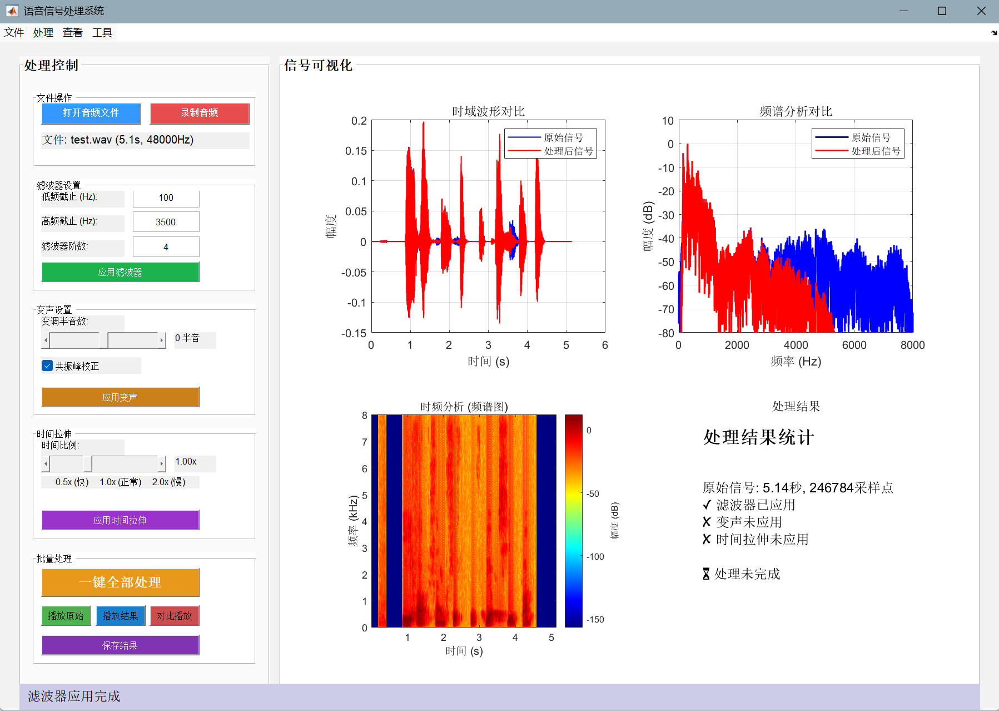 语音信号处理系统
文件 处理 查看 工具
处理控制
文件操作
打开音频文件 录制音频
文件: test.wav (5.1s, 48000Hz)
滤波器设置
低频截止 (Hz): 100
高频截止 (Hz): 3500
滤波器阶数: 4
应用滤波器
变声设置
变调半音数:
0 半音
共振峰校正
应用变声
时间拉伸
时间比例:
1.00x
0.5x (快) 1.0x (正常) 2.0x (慢)
应用时间拉伸
批量处理
一键全部处理
播放原始 播放结果 对比播放
保存结果
信号可视化
时域波形对比
原始信号
处理后信号
0.2
0.15
0.1
0.05
0
-0.05
-0.1
-0.15
幅度
0 1 2 3 4 5 6
时间 (s)
频谱分析对比
原始信号
处理后信号
10
0
-10
-20
-30
-40
-50
-60
-70
-80
幅度 (dB)
0 2000 4000 6000 8000
频率 (Hz)
时频分析 (频谱图)
8
7
6
5
4
3
2
1
0
频率 (kHz)
1 2 3 4 5
时间 (s)
0
-50
-100
-150
幅度 (dB)
处理结果
处理结果统计
原始信号: 5.14秒, 246784采样点
✓ 滤波器已应用
✗ 变声未应用
✗ 时间拉伸未应用
⌛ 处理未完成
滤波器应用完成